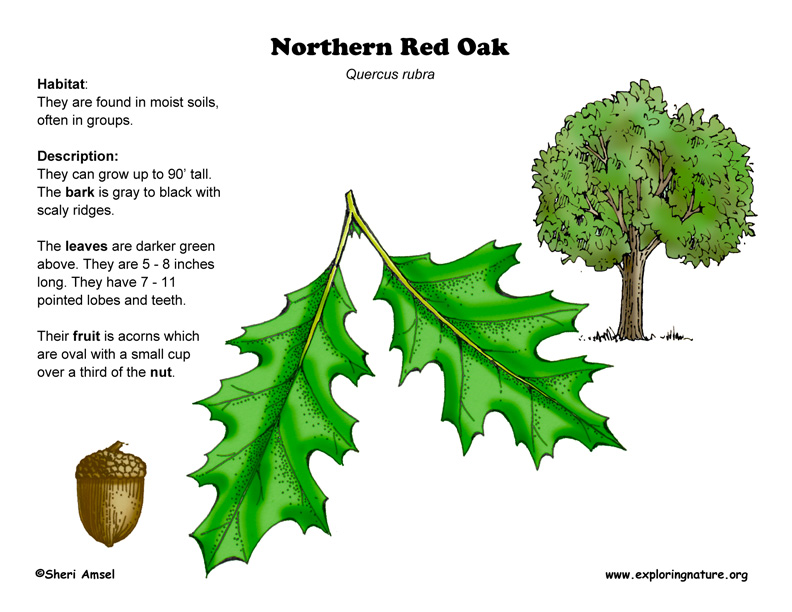 Northern Red Oak
Quercus rubra
Habitat:
They are found in moist soils,
often in groups.
Description:
They can grow up to 90’ tall.
The bark is gray to black with
scaly ridges.
The leaves are darker green
above. They are 5 - 8 inches
long. They have 7 - 11
pointed lobes and teeth.
Their fruit is acorns which
are oval with a small cup
over a third of the nut.
©Sheri Amsel
www.exploringnature.org